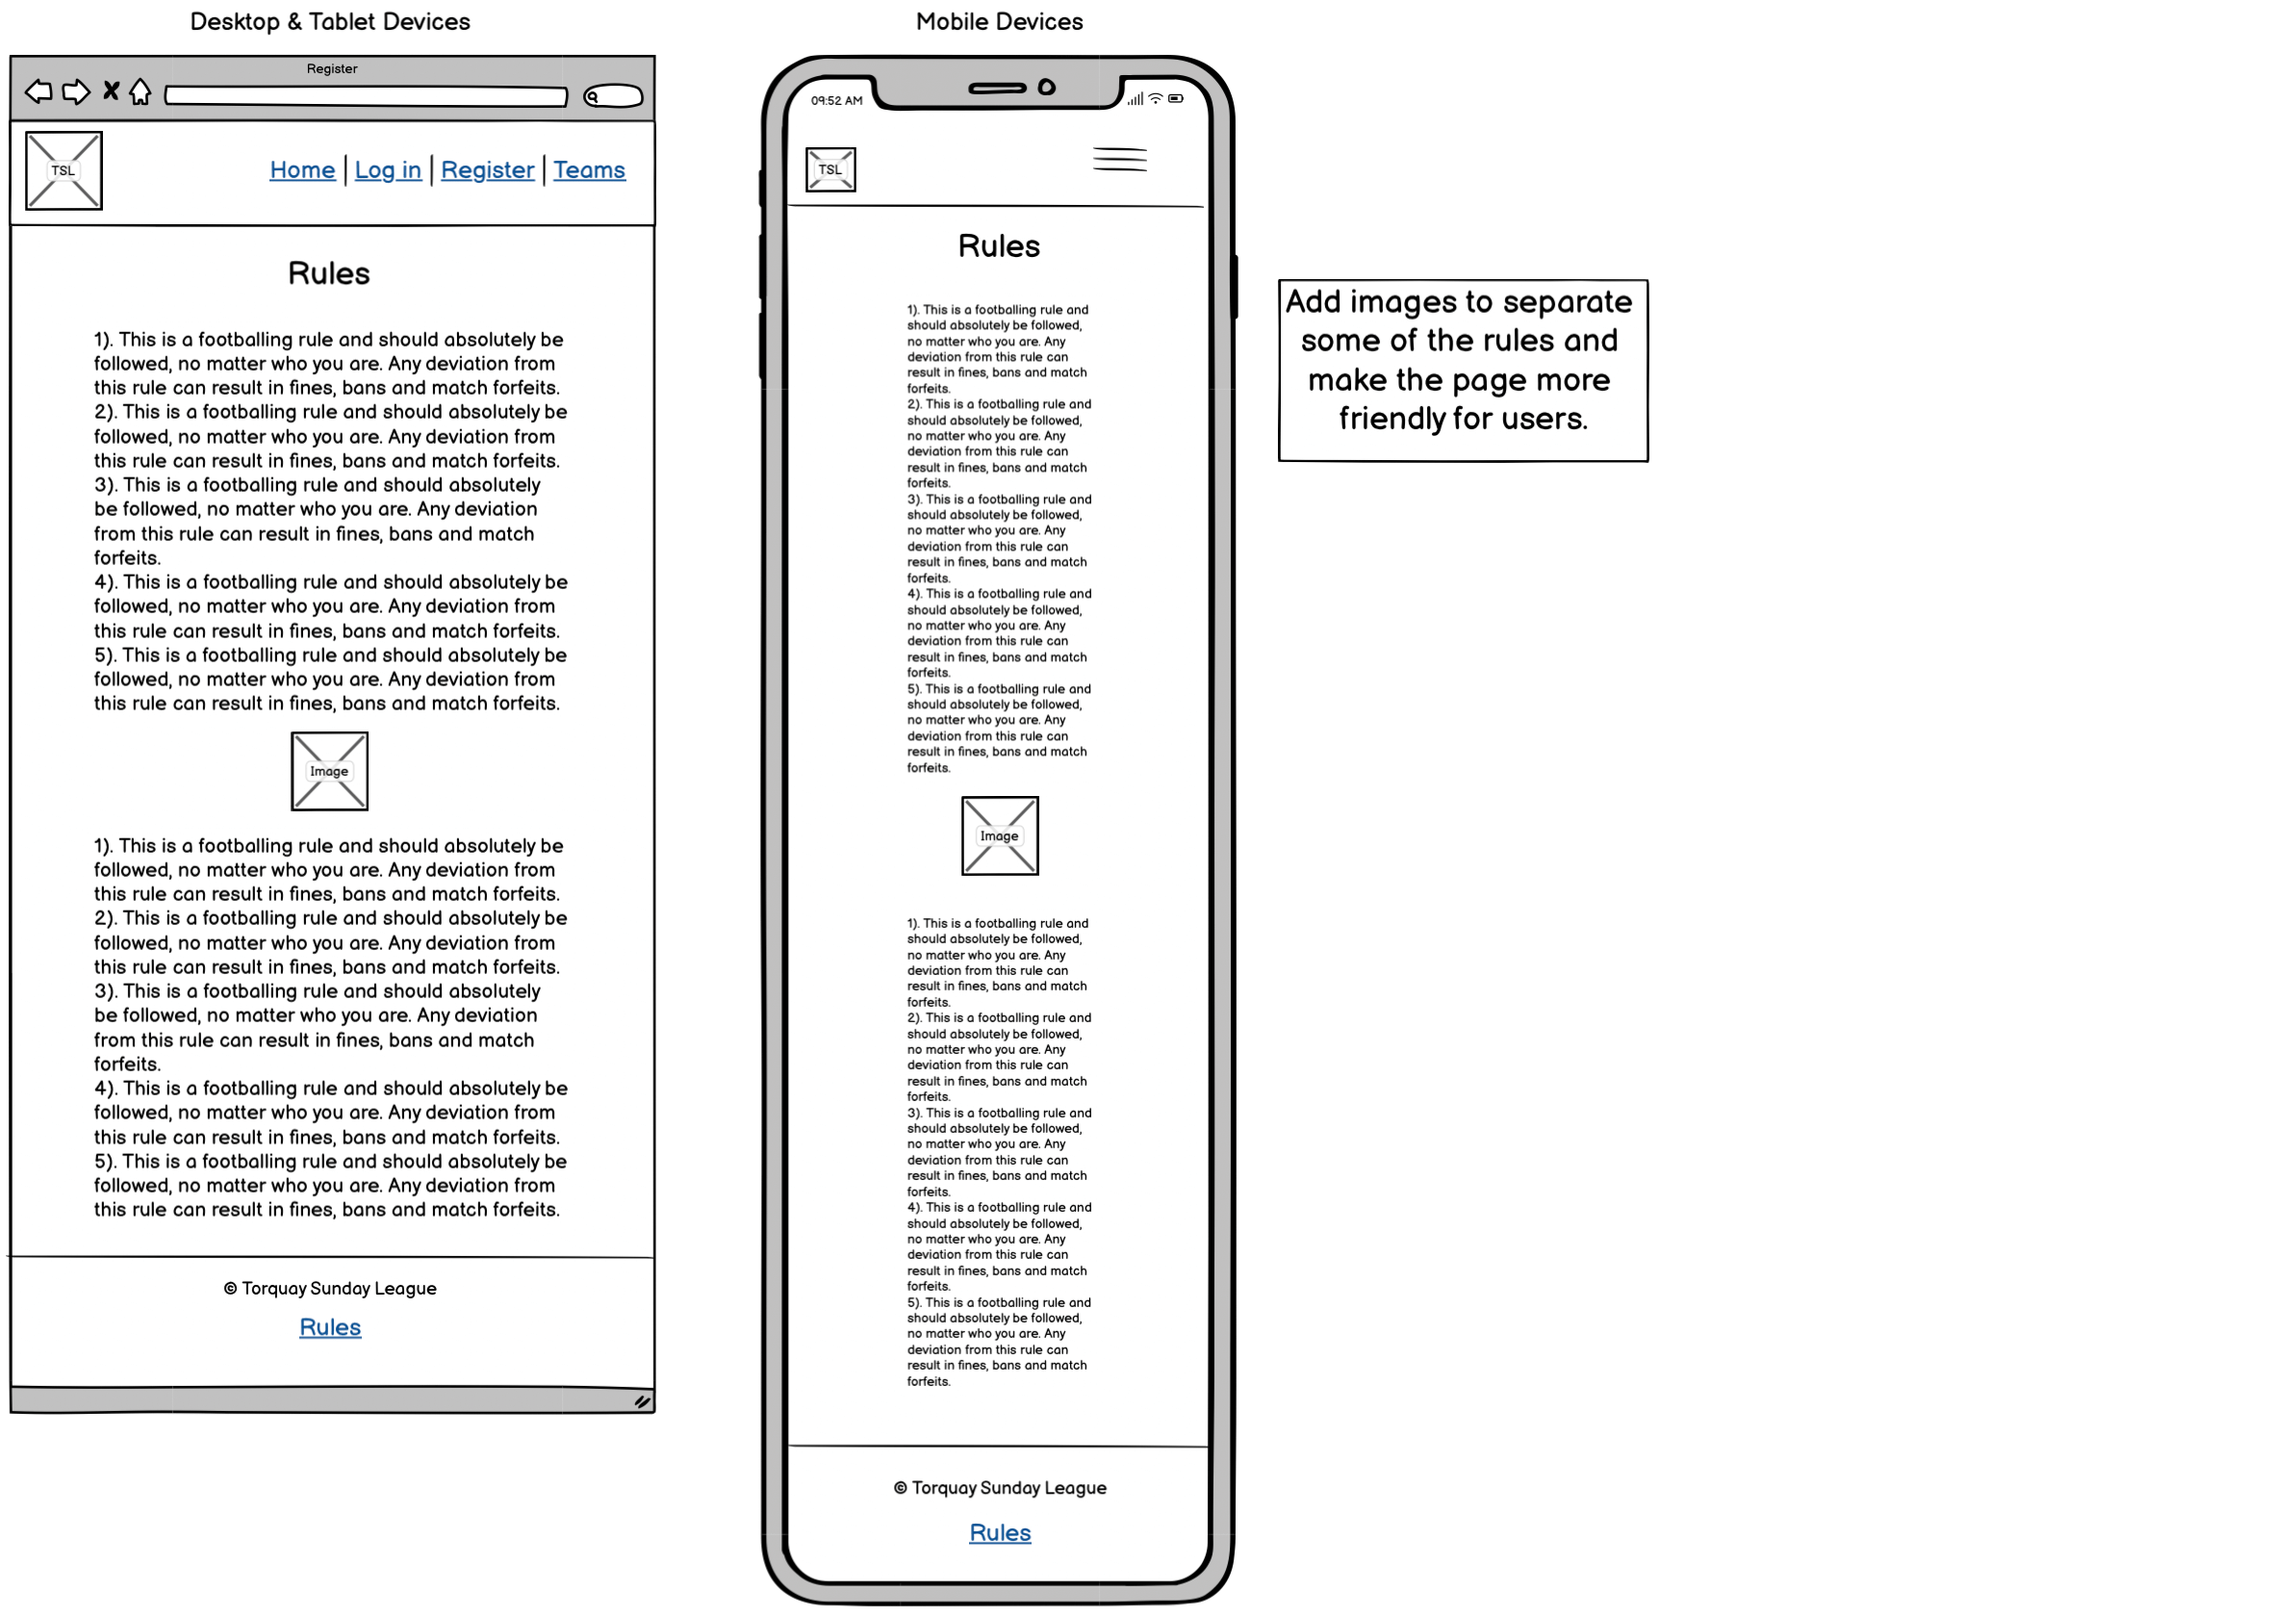 Desktop & Tablet Devices
Register
TSL
Home | Log in | Register | Teams
Rules
1). This is a footballing rule and should absolutely be
followed, no matter who you are. Any deviation from
this rule can result in fines, bans and match forfeits.
2). This is a footballing rule and should absolutely be
followed, no matter who you are. Any deviation from
this rule can result in fines, bans and match forfeits.
3). This is a footballing rule and should absolutely
be followed, no matter who you are. Any deviation
from this rule can result in fines, bans and match
forfeits.
4). This is a footballing rule and should absolutely be
followed, no matter who you are. Any deviation from
this rule can result in fines, bans and match forfeits.
5). This is a footballing rule and should absolutely be
followed, no matter who you are. Any deviation from
this rule can result in fines, bans and match forfeits.
Image
1). This is a footballing rule and should absolutely be
followed, no matter who you are. Any deviation from
this rule can result in fines, bans and match forfeits.
2). This is a footballing rule and should absolutely be
followed, no matter who you are. Any deviation from
this rule can result in fines, bans and match forfeits.
3). This is a footballing rule and should absolutely
be followed, no matter who you are. Any deviation
from this rule can result in fines, bans and match
forfeits.
4). This is a footballing rule and should absolutely be
followed, no matter who you are. Any deviation from
this rule can result in fines, bans and match forfeits.
5). This is a footballing rule and should absolutely be
followed, no matter who you are. Any deviation from
this rule can result in fines, bans and match forfeits.
© Torquay Sunday League
Rules
Mobile Devices
09:52 AM
TSL
Rules
1). This is a footballing rule and
should absolutely be followed,
no matter who you are. Any
deviation from this rule can
result in fines, bans and match
forfeits.
2). This is a footballing rule and
should absolutely be followed,
no matter who you are. Any
deviation from this rule can
result in fines, bans and match
forfeits.
3). This is a footballing rule and
should absolutely be followed,
no matter who you are. Any
deviation from this rule can
result in fines, bans and match
forfeits.
4). This is a footballing rule and
should absolutely be followed,
no matter who you are. Any
deviation from this rule can
result in fines, bans and match
forfeits.
5). This is a footballing rule and
should absolutely be followed,
no matter who you are. Any
deviation from this rule can
result in fines, bans and match
forfeits.
Image
1). This is a footballing rule and
should absolutely be followed,
no matter who you are. Any
deviation from this rule can
result in fines, bans and match
forfeits.
2). This is a footballing rule and
should absolutely be followed,
no matter who you are. Any
deviation from this rule can
result in fines, bans and match
forfeits.
3). This is a footballing rule and
should absolutely be followed,
no matter who you are. Any
deviation from this rule can
result in fines, bans and match
forfeits.
4). This is a footballing rule and
should absolutely be followed,
no matter who you are. Any
deviation from this rule can
result in fines, bans and match
forfeits.
5). This is a footballing rule and
should absolutely be followed,
no matter who you are. Any
deviation from this rule can
result in fines, bans and match
forfeits.
© Torquay Sunday League
Rules
Add images to separate
some of the rules and
make the page more
friendly for users.